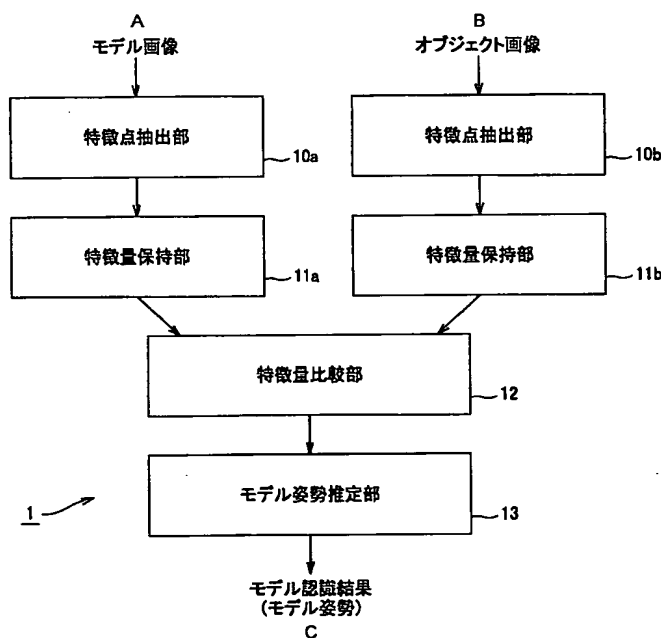 A
モデル画像
B
オブジェクト画像
特徴点抽出部
10a
特徴点抽出部
10b
特徴量保持部
11a
特徴量保持部
11b
特徴量比較部
12
モデル姿勢推定部
13
1
モデル認識結果
(モデル姿勢)
C